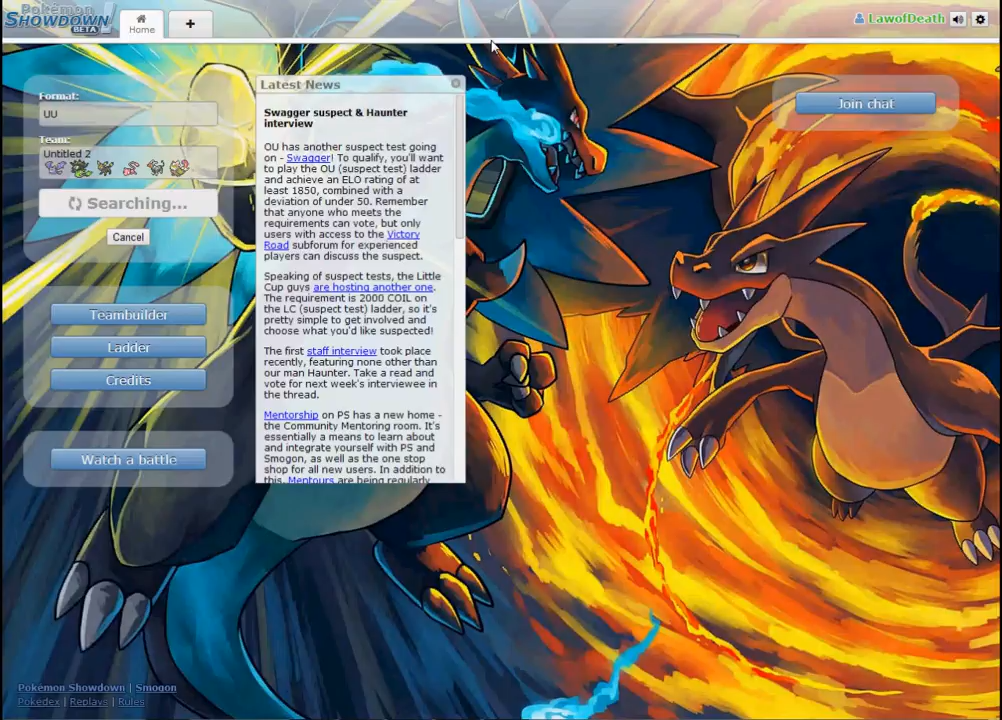 Pokémon
SHOWDOWN!
BETA
Home
+
LawofDeath
Format:
UU
Team:
Untitled 2
Searching...
Cancel
Teambuilder
Ladder
Credits
Watch a battle
Latest News
Swagger suspect & Haunter
interview
OU has another suspect test going
on - Swagger! To qualify, you'll want
to play the OU (suspect test) ladder
and achieve an ELO rating of at
least 1850, combined with a
deviation of under 50. Remember
that anyone who meets the
requirements can vote, but only
users with access to the Victory
Road subforum for experienced
players can discuss the suspect.
Speaking of suspect tests, the Little
Cup guys are hosting another one.
The requirement is 2000 COIL on
the LC (suspect test) ladder, so it's
pretty simple to get involved and
choose what you'd like suspected!
The first staff interview took place
recently, featuring none other than
our man Haunter. Take a read and
vote for next week's interviewee in
the thread.
Mentorship on PS has a new home -
the Community Mentoring room. It's
essentially a means to learn about
and integrate yourself with PS and
Smogon, as well as the one stop
shop for all new users. In addition to
this, Mentours are being regularly
Join chat
Pokémon Showdown | Smogon
Pokédex | Replays | Rules